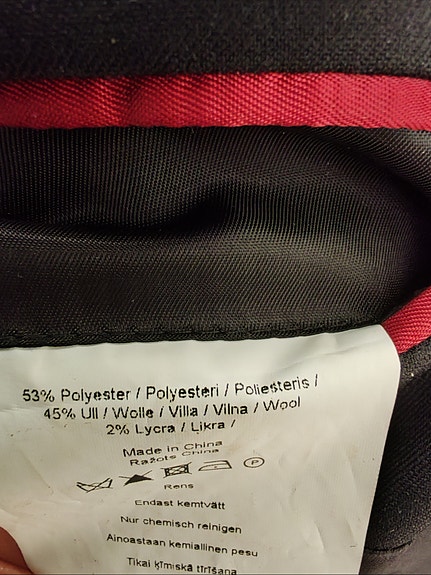 53% Polyester / Polyesteri / Poliesteris /
45% Ull / Wolle / Villa / Vilna / Wool
2% Lycra / Likra /
Made in China
Ražots China
P
Rens
Endast kemtvätt
Nur chemisch reinigen
Ainoastaan kemiallinen pesu
Tikai ķīmiskā tīrīšana